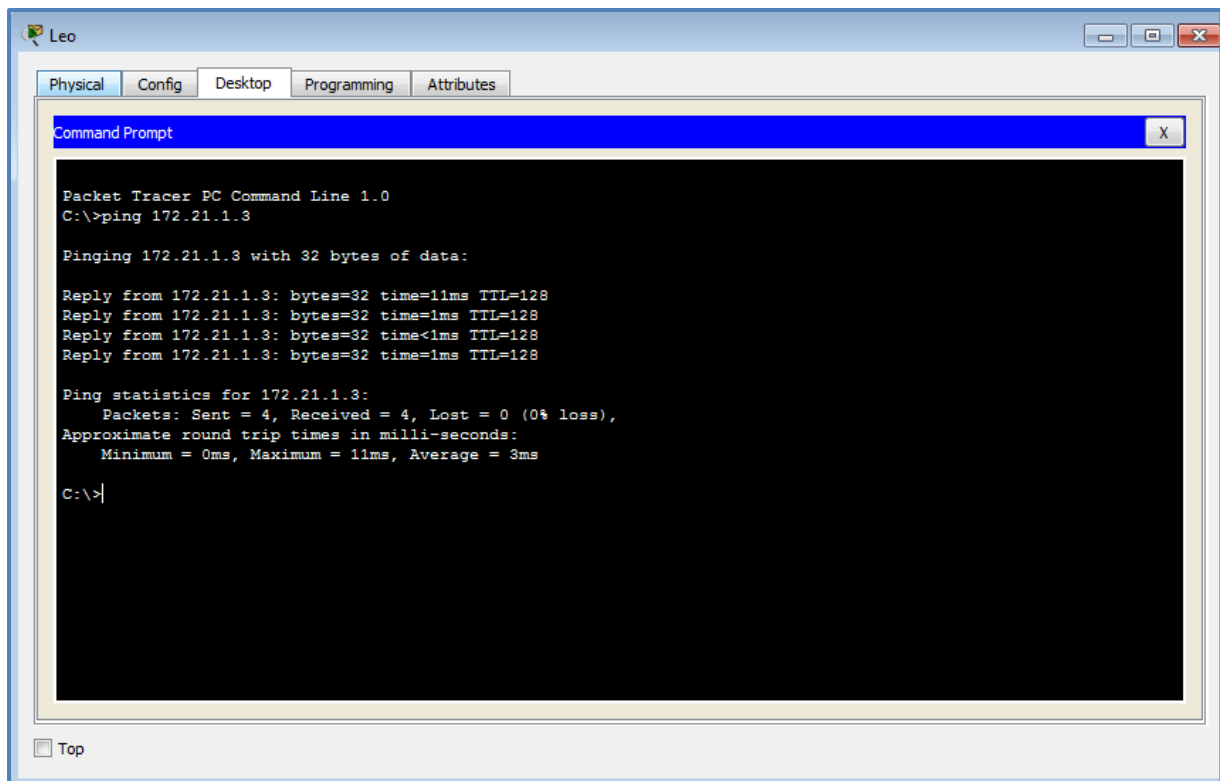 Leo
Physical
Config
Desktop
Programming
Attributes
Command Prompt
X
Packet Tracer PC Command Line 1.0
C:\>ping 172.21.1.3
Pinging 172.21.1.3 with 32 bytes of data:
Reply from 172.21.1.3: bytes=32 time=11ms TTL=128
Reply from 172.21.1.3: bytes=32 time=1ms TTL=128
Reply from 172.21.1.3: bytes=32 time<1ms TTL=128
Reply from 172.21.1.3: bytes=32 time=1ms TTL=128
Ping statistics for 172.21.1.3:
Packets: Sent = 4, Received = 4, Lost = 0 (0% loss),
Approximate round trip times in milli-seconds:
Minimum = 0ms, Maximum = 11ms, Average = 3ms
C:\>
Top